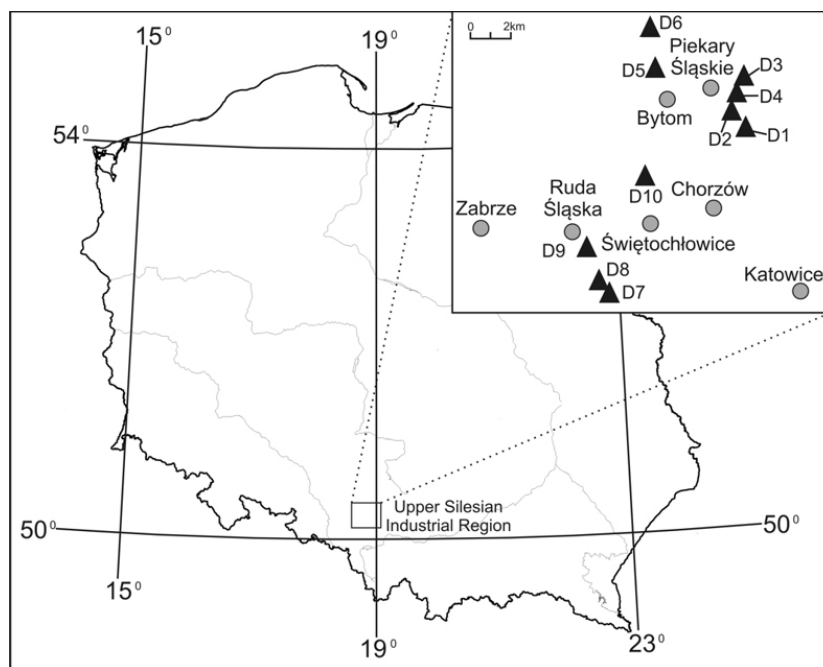 15⁰
19⁰
54⁰
0 2km
D6
Piekary
Śląskie
D5
D3
D4
Bytom
D2
D1
D10
Ruda
Śląska
Chorzów
Zabrze
D9
Świętochłowice
D8
D7
Katowice
Upper Silesian
Industrial Region
50⁰
50⁰
15⁰
19⁰
23⁰